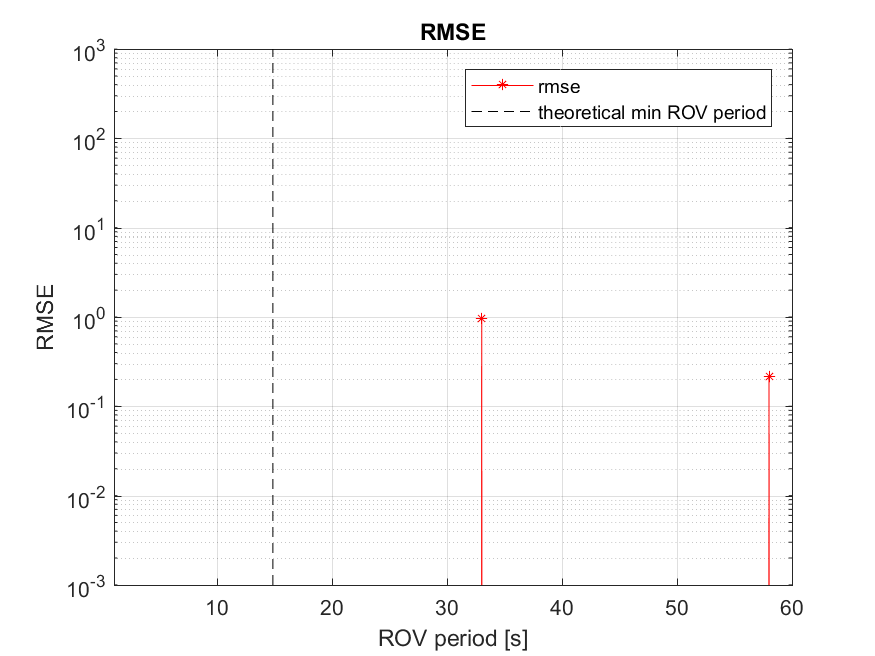 RMSE
rmse
theoretical min ROV period
10^3
10^2
10^1
10^0
10^-1
10^-2
10^-3
RMSE
10 20 30 40 50 60
ROV period [s]